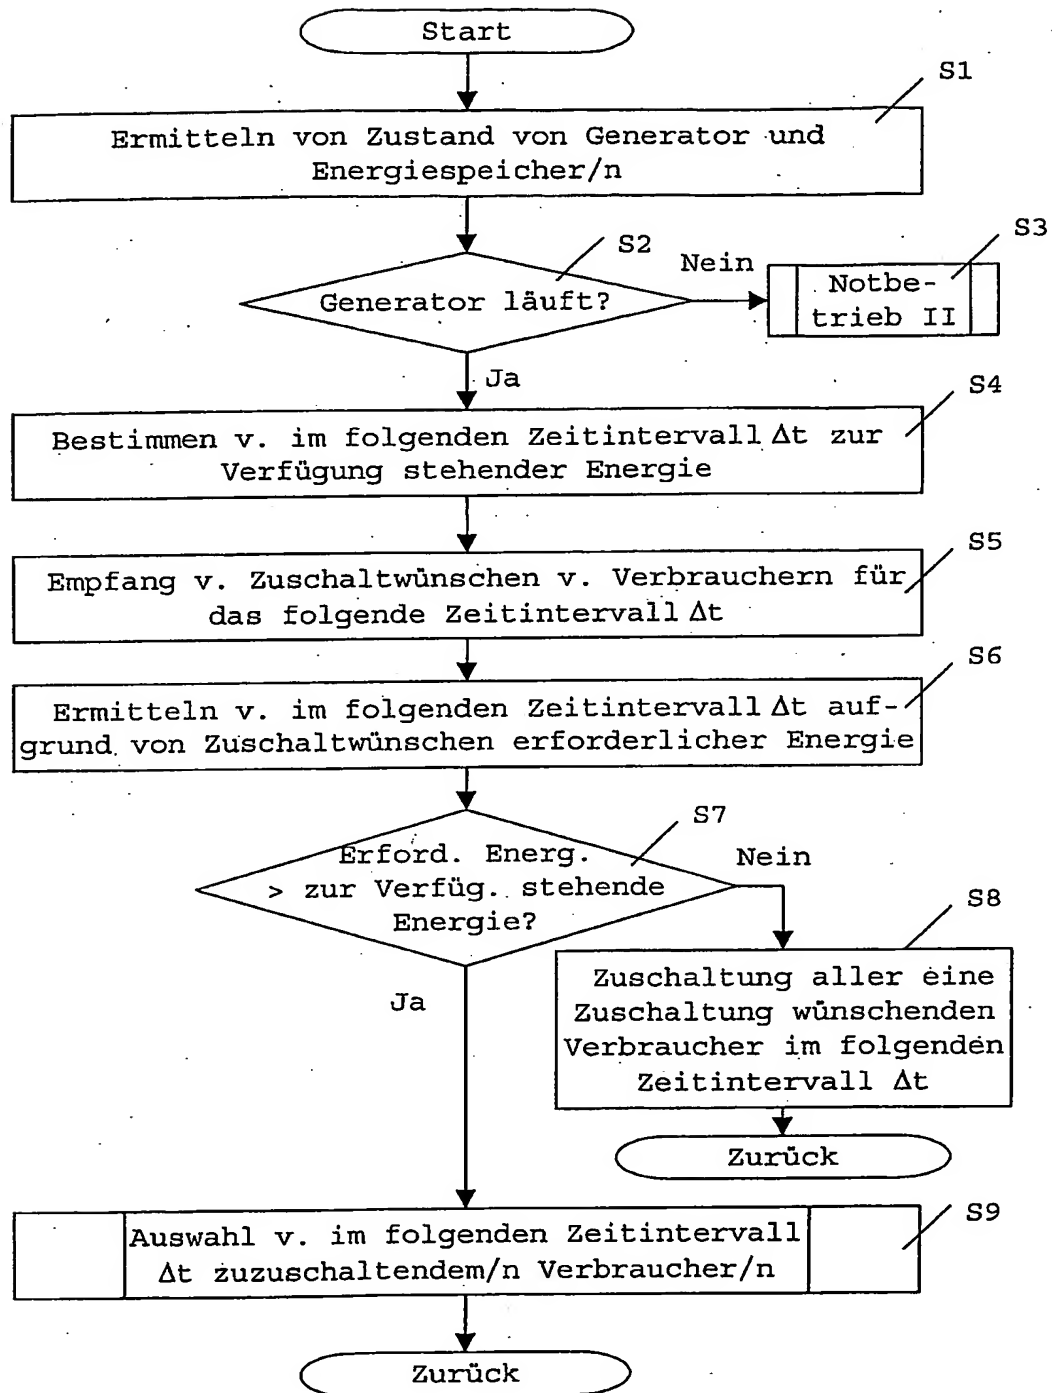 Start
S1
Ermitteln von Zustand von Generator und
Energiespeicher/n
S2
Generator läuft?
Nein
S3
Notbe-
trieb II
Ja
S4
Bestimmen v. im folgenden Zeitintervall Δt zur
Verfügung stehender Energie
S5
Empfang v. Zuschaltwünschen v. Verbrauchern für
das folgende Zeitintervall Δt
S6
Ermitteln v. im folgenden Zeitintervall Δt auf-
grund von Zuschaltwünschen erforderlicher Energie
S7
Erford. Energ.
> zur Verfüg. stehende
Energie?
Nein
S8
Zuschaltung aller eine
Zuschaltung wünschenden
Verbraucher im folgenden
Zeitintervall Δt
Ja
Zurück
S9
Auswahl v. im folgenden Zeitintervall
Δt zuzuschaltendem/n Verbraucher/n
Zurück